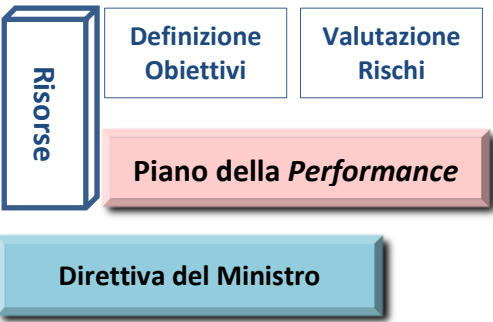 Risorse
Definizione
Obiettivi
Valutazione
Rischi
Piano della Performance
Direttiva del Ministro